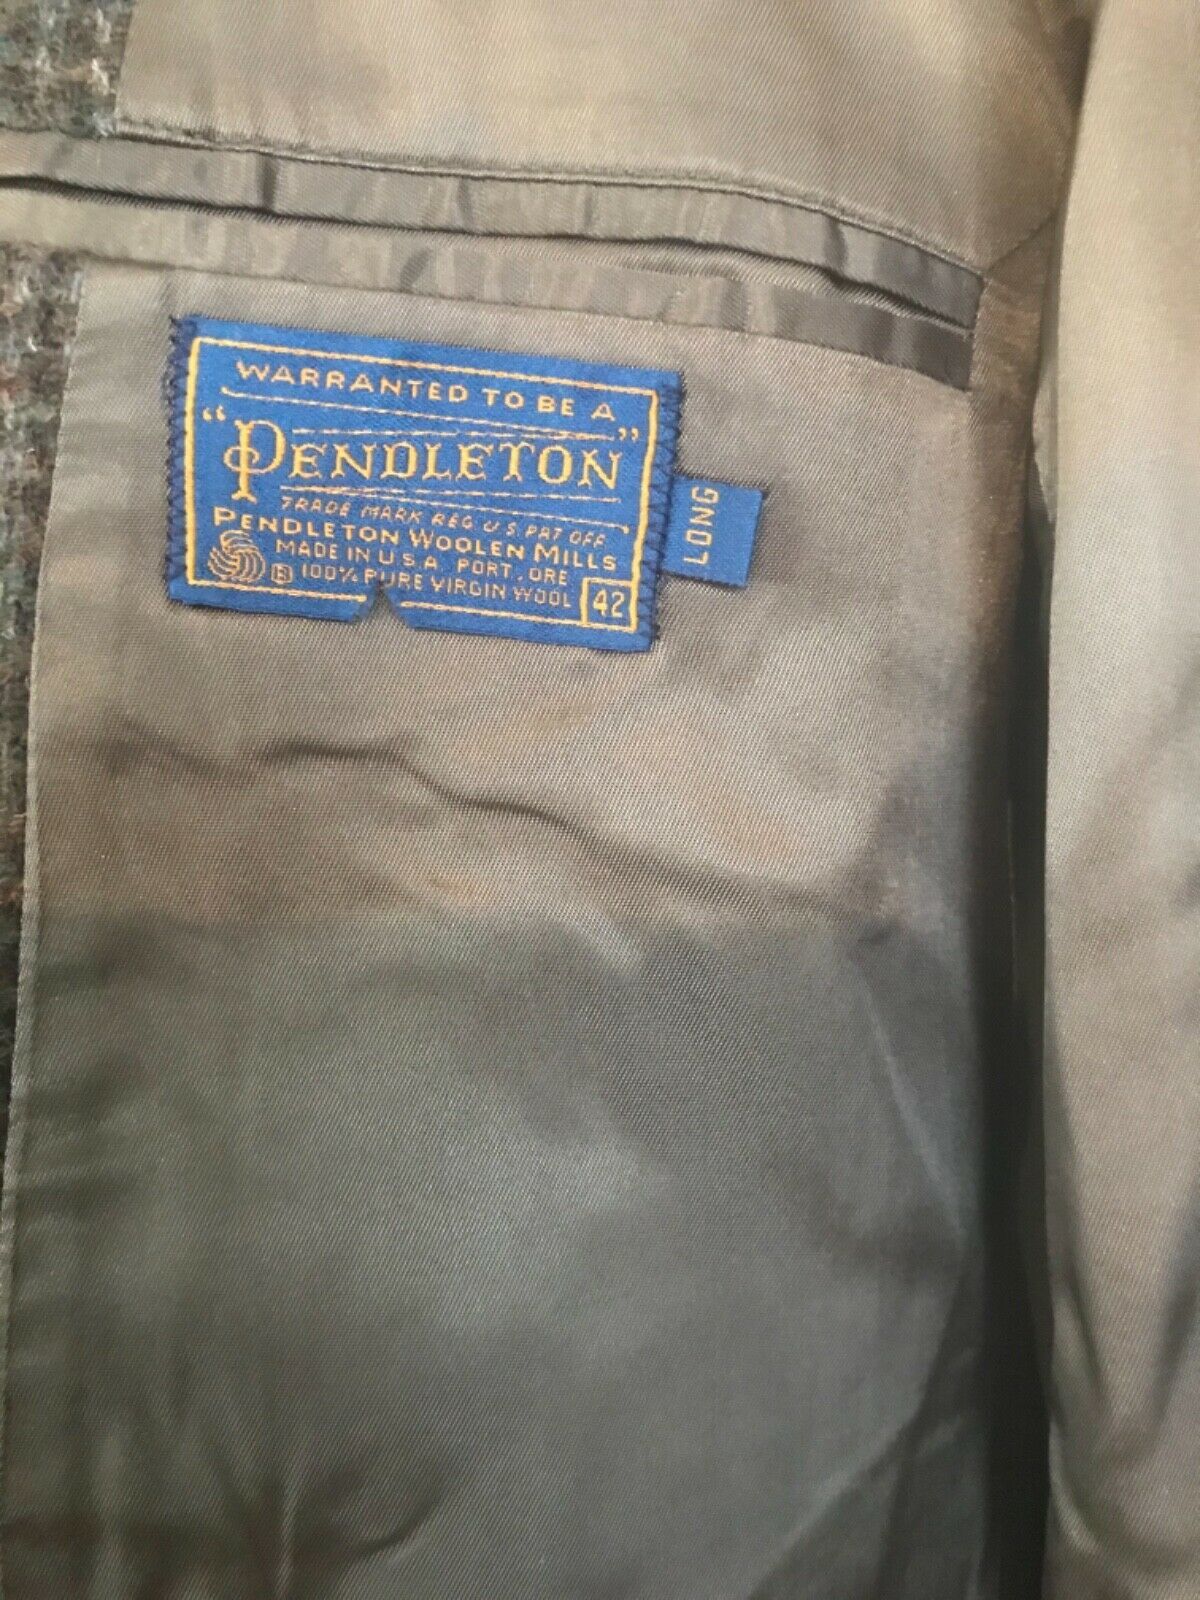 WARRANTED TO BE A
"PENDLETON"
TRADE MARK REG. U.S. PAT OFF.
PENDLETON WOOLEN MILLS
MADE IN U.S.A. PORT., ORE
R 100% PURE VIRGIN WOOL 42
LONG